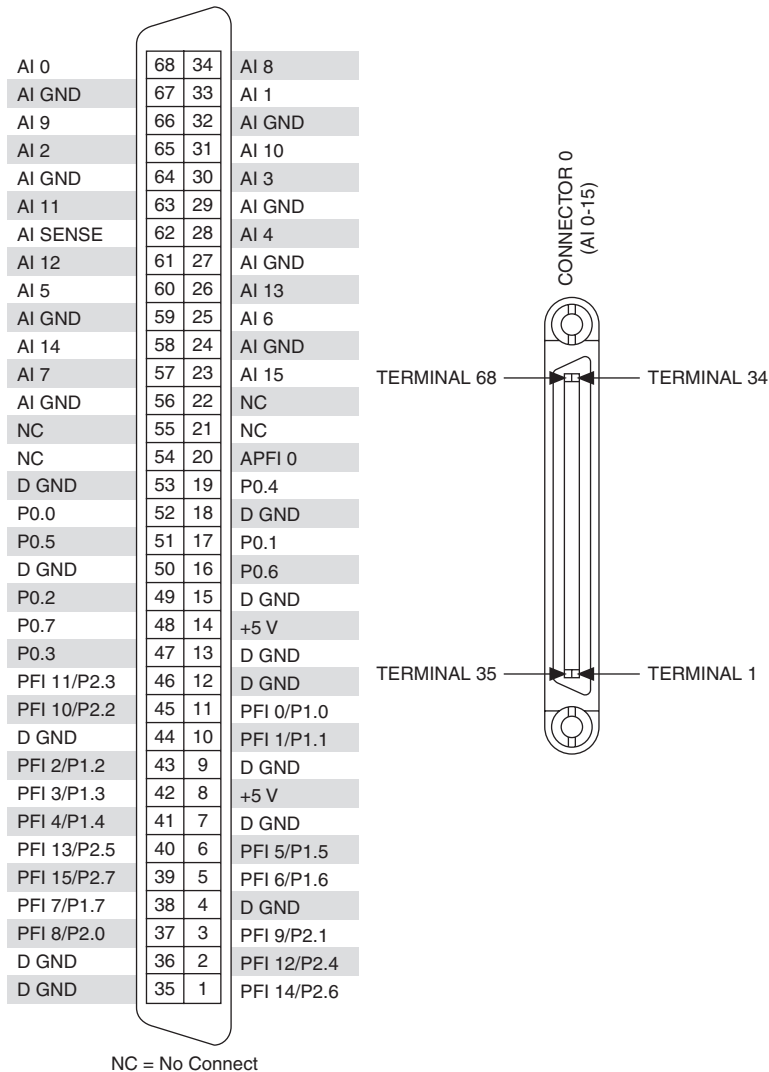 AI 0 68 34 AI 8
AI GND 67 33 AI 1
AI 9 66 32 AI GND
AI 2 65 31 AI 10
AI GND 64 30 AI 3
AI 11 63 29 AI GND
AI SENSE 62 28 AI 4
AI 12 61 27 AI GND
AI 5 60 26 AI 13
AI GND 59 25 AI 6
AI 14 58 24 AI GND
AI 7 57 23 AI 15
AI GND 56 22 NC
NC 55 21 NC
NC 54 20 APFI 0
D GND 53 19 P0.4
P0.0 52 18 D GND
P0.5 51 17 P0.1
D GND 50 16 P0.6
P0.2 49 15 D GND
P0.7 48 14 +5 V
P0.3 47 13 D GND
PFI 11/P2.3 46 12 D GND
PFI 10/P2.2 45 11 PFI 0/P1.0
D GND 44 10 PFI 1/P1.1
PFI 2/P1.2 43 9 D GND
PFI 3/P1.3 42 8 +5 V
PFI 4/P1.4 41 7 D GND
PFI 13/P2.5 40 6 PFI 5/P1.5
PFI 15/P2.7 39 5 PFI 6/P1.6
PFI 7/P1.7 38 4 D GND
PFI 8/P2.0 37 3 PFI 9/P2.1
D GND 36 2 PFI 12/P2.4
D GND 35 1 PFI 14/P2.6
NC = No Connect
CONNECTOR 0
(AI 0-15)
TERMINAL 68 TERMINAL 34
TERMINAL 35 TERMINAL 1